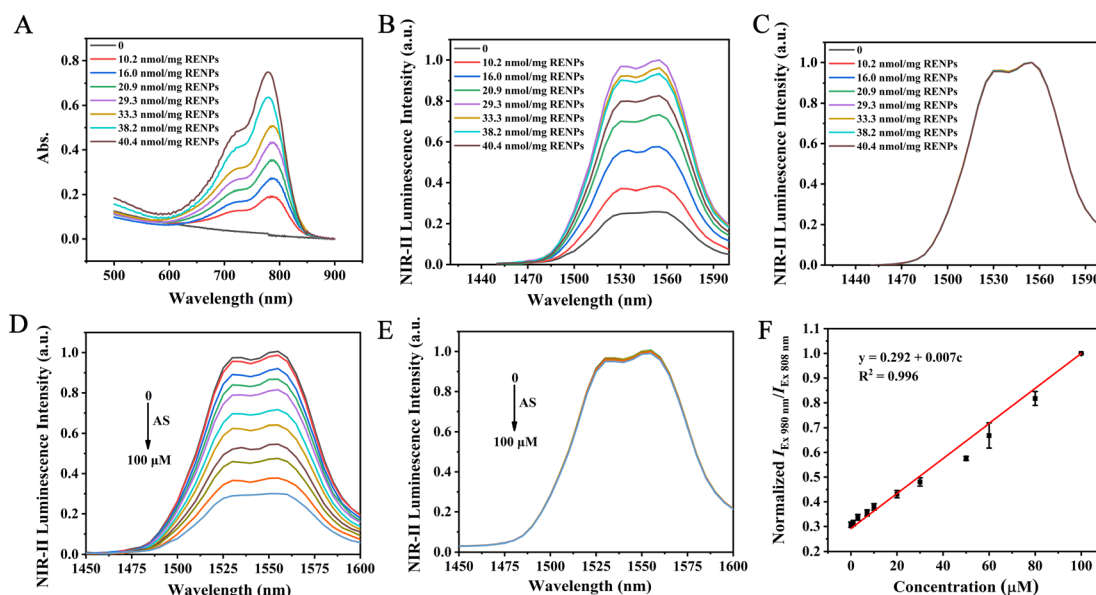 A
0
10.2 nmol/mg RENPs
16.0 nmol/mg RENPs
20.9 nmol/mg RENPs
29.3 nmol/mg RENPs
33.3 nmol/mg RENPs
38.2 nmol/mg RENPs
40.4 nmol/mg RENPs
Abs.
0.8
0.6
0.4
0.2
0.0
500 600 700 800 900
Wavelength (nm)
B
0
10.2 nmol/mg RENPs
16.0 nmol/mg RENPs
20.9 nmol/mg RENPs
29.3 nmol/mg RENPs
33.3 nmol/mg RENPs
38.2 nmol/mg RENPs
40.4 nmol/mg RENPs
NIR-II Luminescence Intensity (a.u.)
1.0
0.8
0.6
0.4
0.2
0.0
1440 1470 1500 1530 1560 1590
Wavelength (nm)
C
0
10.2 nmol/mg RENPs
16.0 nmol/mg RENPs
20.9 nmol/mg RENPs
29.3 nmol/mg RENPs
33.3 nmol/mg RENPs
38.2 nmol/mg RENPs
40.4 nmol/mg RENPs
NIR-II Luminescence Intensity (a.u.)
1.0
0.8
0.6
0.4
0.2
0.0
1440 1470 1500 1530 1560 1590
Wavelength (nm)
D
NIR-II Luminescence Intensity (a.u.)
1.0
0.8
0.6
0.4
0.2
0.0
0
AS
100 μM
1450 1475 1500 1525 1550 1575 1600
Wavelength (nm)
E
NIR-II Luminescence Intensity (a.u.)
1.0
0.8
0.6
0.4
0.2
0.0
0
AS
100 μM
1450 1475 1500 1525 1550 1575 1600
Wavelength (nm)
F
Normalized I Ex 980 nm/I Ex 808 nm
1.1
1.0
0.9
0.8
0.7
0.6
0.5
0.4
0.3
0.2
y = 0.292 + 0.007c
R² = 0.996
0 20 40 60 80 100
Concentration (μM)